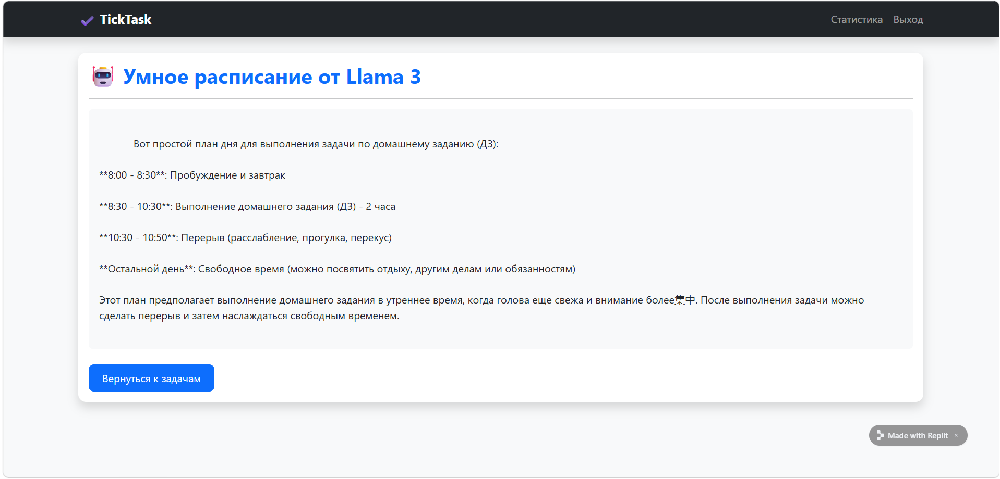 TickTask
Статистика Выход
Умное расписание от Llama 3
Вот простой план дня для выполнения задачи по домашнему заданию (ДЗ):
**8:00 - 8:30**: Пробуждение и завтрак
**8:30 - 10:30**: Выполнение домашнего задания (ДЗ) - 2 часа
**10:30 - 10:50**: Перерыв (расслабление, прогулка, перекус)
**Остальной день**: Свободное время (можно посвятить отдыху, другим делам или обязанностям)
Этот план предполагает выполнение домашнего задания в утреннее время, когда голова еще свежа и внимание более集中. После выполнения задачи можно
сделать перерыв и затем наслаждаться свободным временем.
Вернуться к задачам
Made with Replit ×